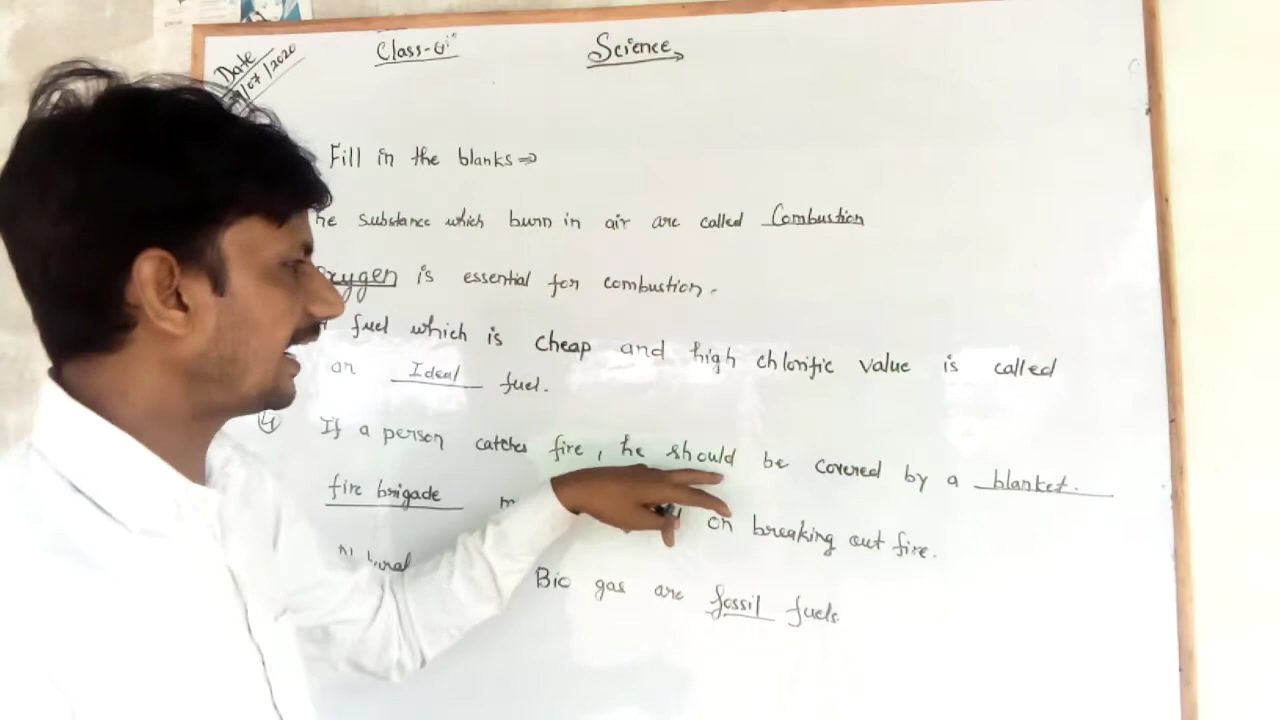 Date
/07/2020
Class-
Science
Fill in the blanks⇒
he substance which burn in air are called Combustion
oxygen is essential for combustion.
fuel which is cheap and high chlorific value is called
an Ideal fuel.
④ If a person catches fire, he should be covered by a blanket.
fire brigade on breaking out fire.
Bio gas are fossil fuels.